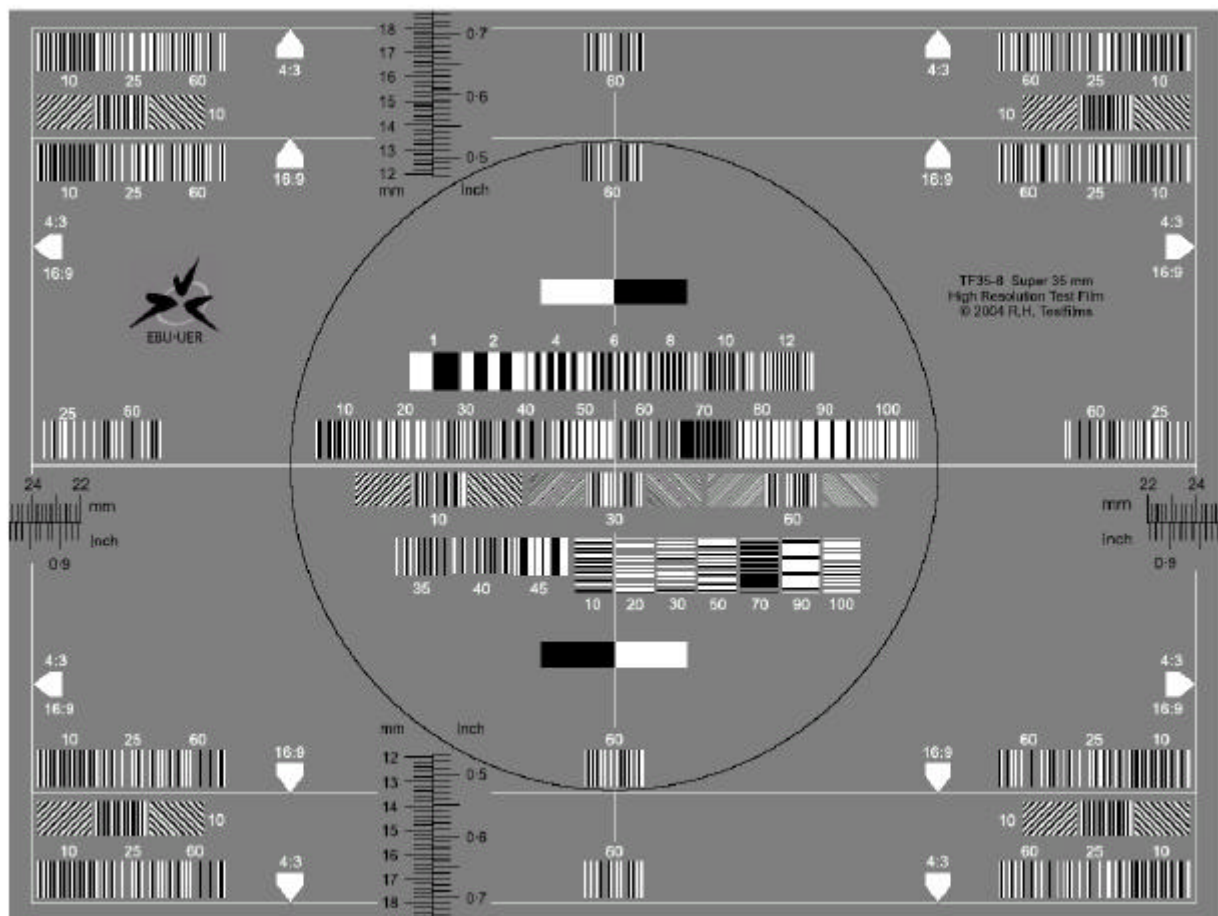 18 0·7
17
4:3 4:3
10 25 60 16 60 60 25 10
15 0·6
10 14 10
13 0·5
12
16:9 16:9
10 25 60 mm Inch 60 60 25 10
4:3 4:3
16:9 16:9
TF35-8 Super 35 mm
High Resolution Test Film
© 2004 R.H. Testfilms
EBU·UER
1 2 4 6 8 10 12
25 60 10 20 30 40 50 60 70 80 90 100 60 25
24 22 22 24
mm mm
10 30 60
Inch Inch
0·9 0·9
35 40 45 10 20 30 50 70 90 100
4:3 4:3
16:9 16:9
mm Inch
10 25 60 16:9 60 16:9 60 25 10
12
13 0·5
14
10 15 10
0·6
16
10 25 60 4:3 17 60 4:3 60 25 10
18 0·7